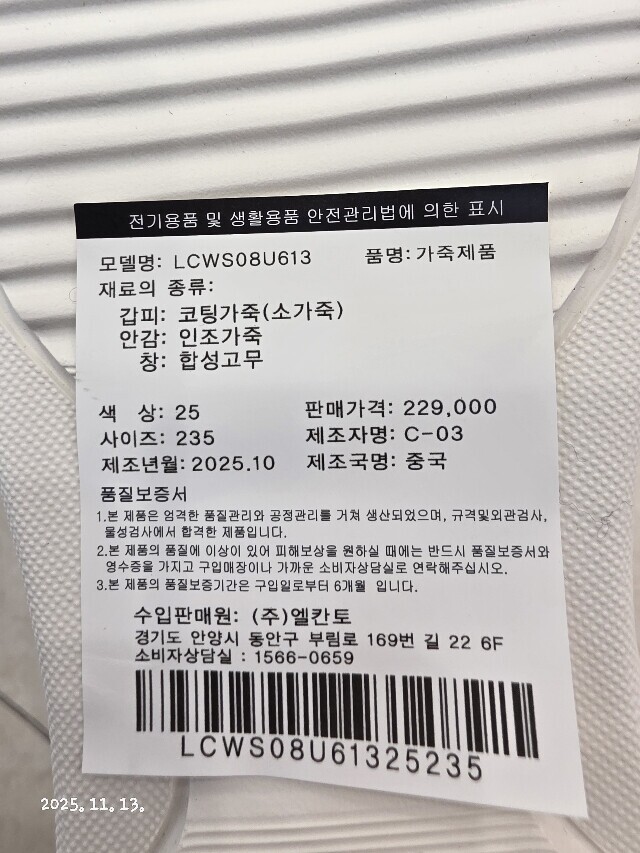 전기용품 및 생활용품 안전관리법에 의한 표시
모델명: LCWS08U613 품명: 가죽제품
재료의 종류:
갑피: 코팅가죽(소가죽)
안감: 인조가죽
창: 합성고무
색 상: 25 판매가격: 229,000
사이즈: 235 제조자명: C-03
제조년월: 2025.10 제조국명: 중국
품질보증서
1.본 제품은 엄격한 품질관리와 공정관리를 거쳐 생산되었으며, 규격및외관검사,
물성검사에서 합격한 제품입니다.
2.본 제품의 품질에 이상이 있어 피해보상을 원하실 때에는 반드시 품질보증서와
영수증을 가지고 구입매장이나 가까운 소비자상담실로 연락해주십시오.
3.본 제품의 품질보증기간은 구입일로부터 6개월 입니다.
수입판매원: (주)엘칸토
경기도 안양시 동안구 부림로 169번 길 22 6F
소비자상담실 : 1566-0659
LCWS08U61325235
2025. 11. 13.